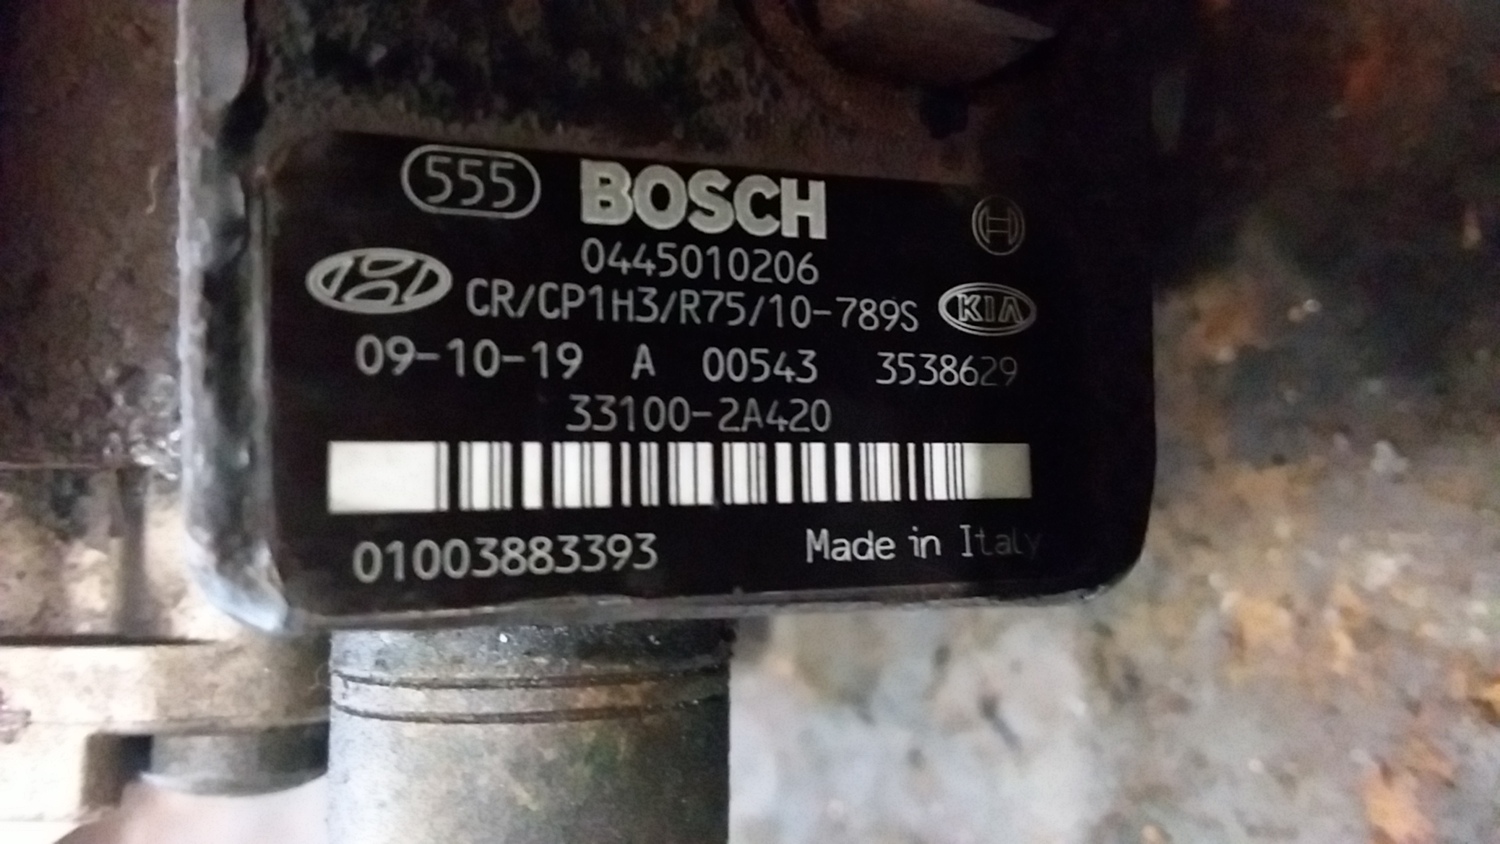 555 BOSCH
0445010206
CR/CP1H3/R75/10-789S KIA
09-10-19 A 00543 3538629
33100-2A420
01003883393 Made in Italy